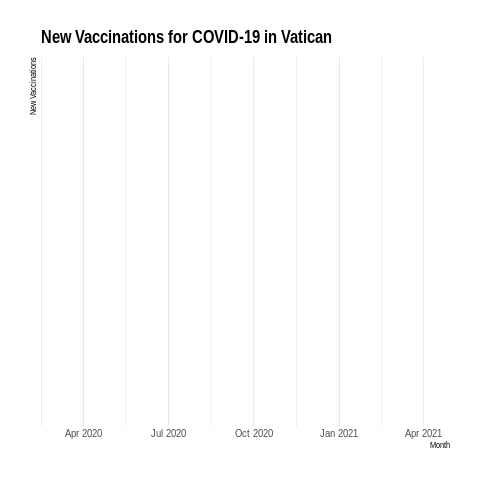 New Vaccinations for COVID-19 in Vatican
New Vaccinations
Apr 2020 Jul 2020 Oct 2020 Jan 2021 Apr 2021
Month